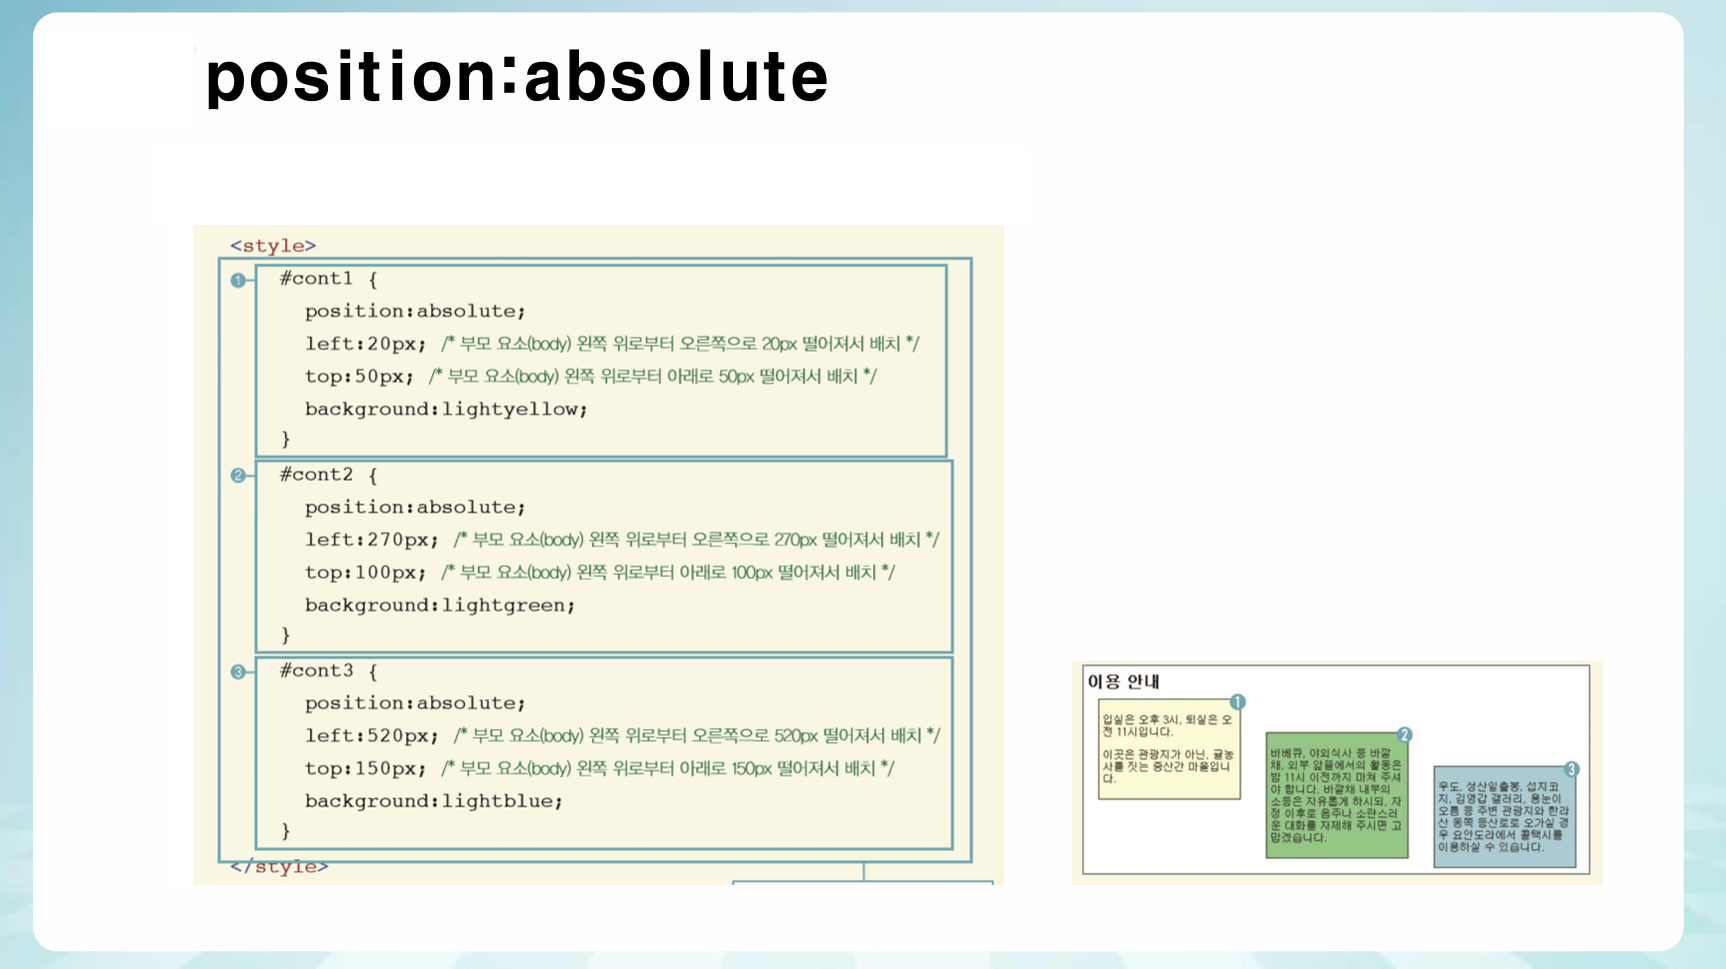 position:absolute
<style>
1
#cont1 {
position:absolute;
left:20px; /* 부모 요소(body) 왼쪽 위로부터 오른쪽으로 20px 떨어져서 배치 */
top:50px; /* 부모 요소(body) 왼쪽 위로부터 아래로 50px 떨어져서 배치 */
background:lightyellow;
}
2
#cont2 {
position:absolute;
left:270px; /* 부모 요소(body) 왼쪽 위로부터 오른쪽으로 270px 떨어져서 배치 */
top:100px; /* 부모 요소(body) 왼쪽 위로부터 아래로 100px 떨어져서 배치 */
background:lightgreen;
}
3
#cont3 {
position:absolute;
left:520px; /* 부모 요소(body) 왼쪽 위로부터 오른쪽으로 520px 떨어져서 배치 */
top:150px; /* 부모 요소(body) 왼쪽 위로부터 아래로 150px 떨어져서 배치 */
background:lightblue;
}
</style>
이용 안내
1
입실은 오후 3시, 퇴실은 오
전 11시입니다.
이곳은 관광지가 아닌, 귤농
사를 짓는 중산간 마을입니
다.
2
바베큐, 야외식사 등 바깥
채, 외부 앞뜰에서의 활동은
밤 11시 이전까지 마쳐 주셔
야 합니다. 바깥채 내부의
소등은 자유롭게 하시되, 자
정 이후로 음주나 소란스러
운 대화를 자제해 주시면 고
맙겠습니다.
3
우도, 성산일출봉, 섭지코
지, 김영갑 갤러리, 용눈이
오름 등 주변 관광지와 한라
산 동쪽 등산로로 오가실 경
우 요안도라에서 콜택시를
이용하실 수 있습니다.